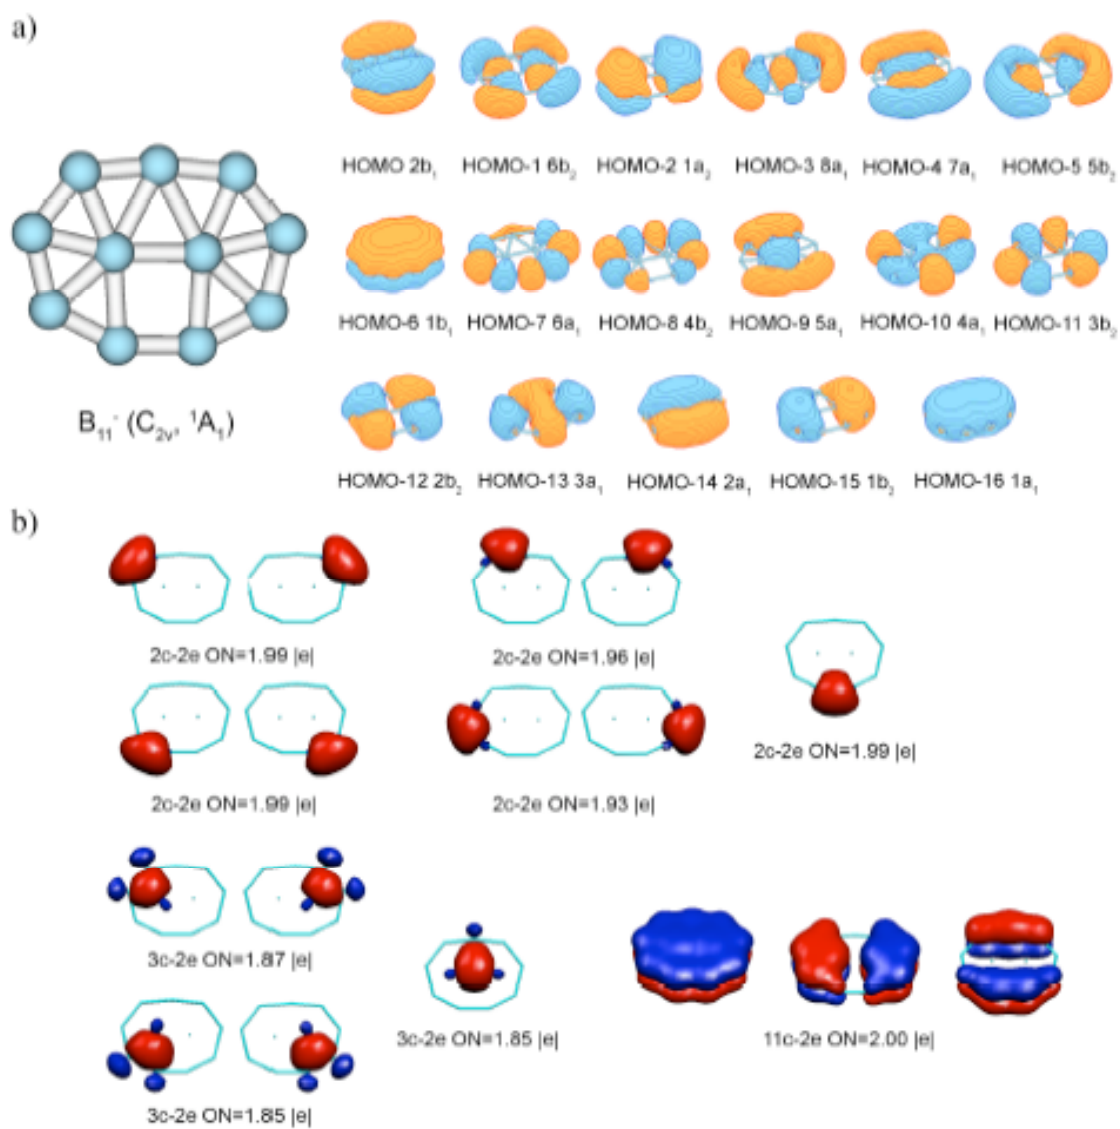 a)
HOMO 2b₁ HOMO-1 6b₂ HOMO-2 1a₂ HOMO-3 8a₁ HOMO-4 7a₁ HOMO-5 5b₂
HOMO-6 1b₁ HOMO-7 6a₁ HOMO-8 4b₂ HOMO-9 5a₁ HOMO-10 4a₁ HOMO-11 3b₂
B₁₁⁻ (C₂ᵥ, ¹A₁)
HOMO-12 2b₂ HOMO-13 3a₁ HOMO-14 2a₁ HOMO-15 1b₂ HOMO-16 1a₁
b)
2c-2e ON=1.99 |e| 2c-2e ON=1.96 |e|
2c-2e ON=1.99 |e|
2c-2e ON=1.99 |e| 2c-2e ON=1.93 |e|
3c-2e ON=1.87 |e|
3c-2e ON=1.85 |e| 11c-2e ON=2.00 |e|
3c-2e ON=1.85 |e|